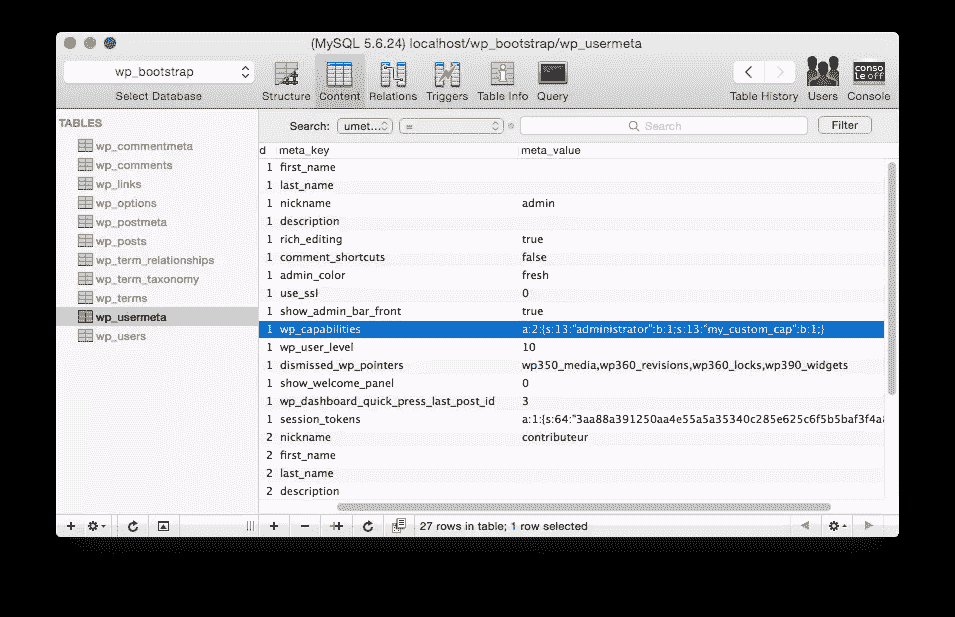 (MySQL 5.6.24) localhost/wp_bootstrap/wp_usermeta
wp_bootstrap
Select Database
Structure Content Relations Triggers Table Info Query
conso
le off
Table History Users Console
TABLES
wp_commentmeta
wp_comments
wp_links
wp_options
wp_postmeta
wp_posts
wp_term_relationships
wp_term_taxonomy
wp_terms
wp_usermeta
wp_users
Search: umet... = Search Filter
d meta_key meta_value
1 first_name
1 last_name
1 nickname admin
1 description
1 rich_editing true
1 comment_shortcuts false
1 admin_color fresh
1 use_ssl 0
1 show_admin_bar_front true
1 wp_capabilities a:2:{s:13:"administrator";b:1;s:13:"my_custom_cap";b:1;}
1 wp_user_level 10
1 dismissed_wp_pointers wp350_media,wp360_revisions,wp360_locks,wp390_widgets
1 show_welcome_panel 0
1 wp_dashboard_quick_press_last_post_id 3
1 session_tokens a:1:{s:64:"3aa88a391250aa4e55a5a35340c285e625c6f5b5baf3f4a8
2 nickname contributeur
2 first_name
2 last_name
2 description
27 rows in table; 1 row selected